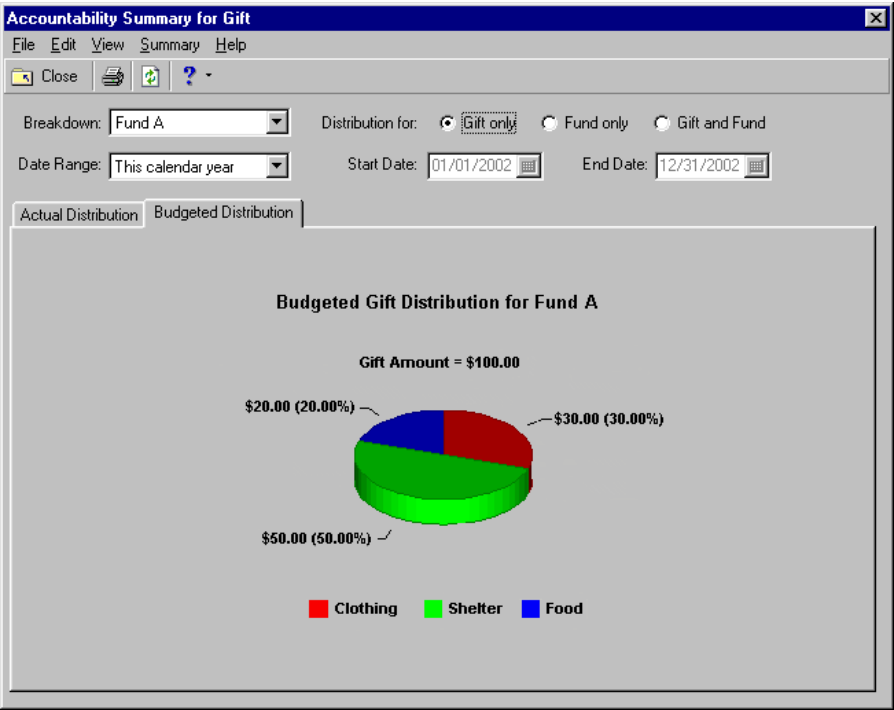 Accountability Summary for Gift
File Edit View Summary Help
Close ?
Breakdown: Fund A Distribution for: Gift only Fund only Gift and Fund
Date Range: This calendar year Start Date: 01/01/2002 End Date: 12/31/2002
Actual Distribution Budgeted Distribution
Budgeted Gift Distribution for Fund A
Gift Amount = $100.00
$20.00 (20.00%)
$30.00 (30.00%)
$50.00 (50.00%)
Clothing Shelter Food